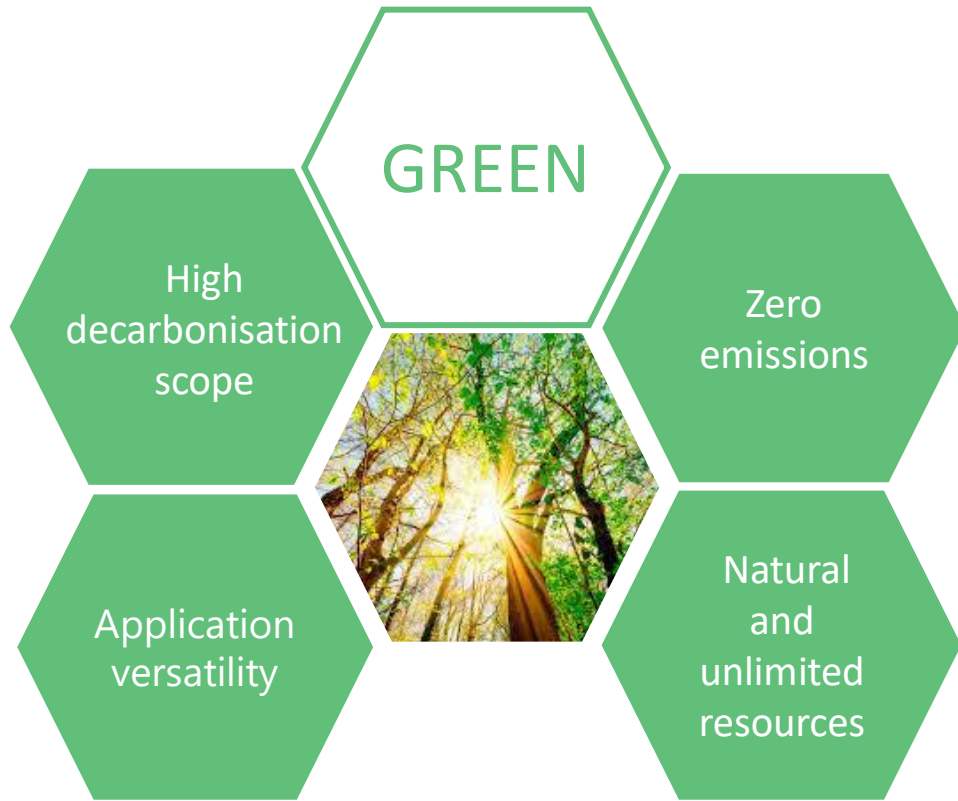 GREEN
High
decarbonisation
scope
Zero
emissions
Application
versatility
Natural
and
unlimited
resources